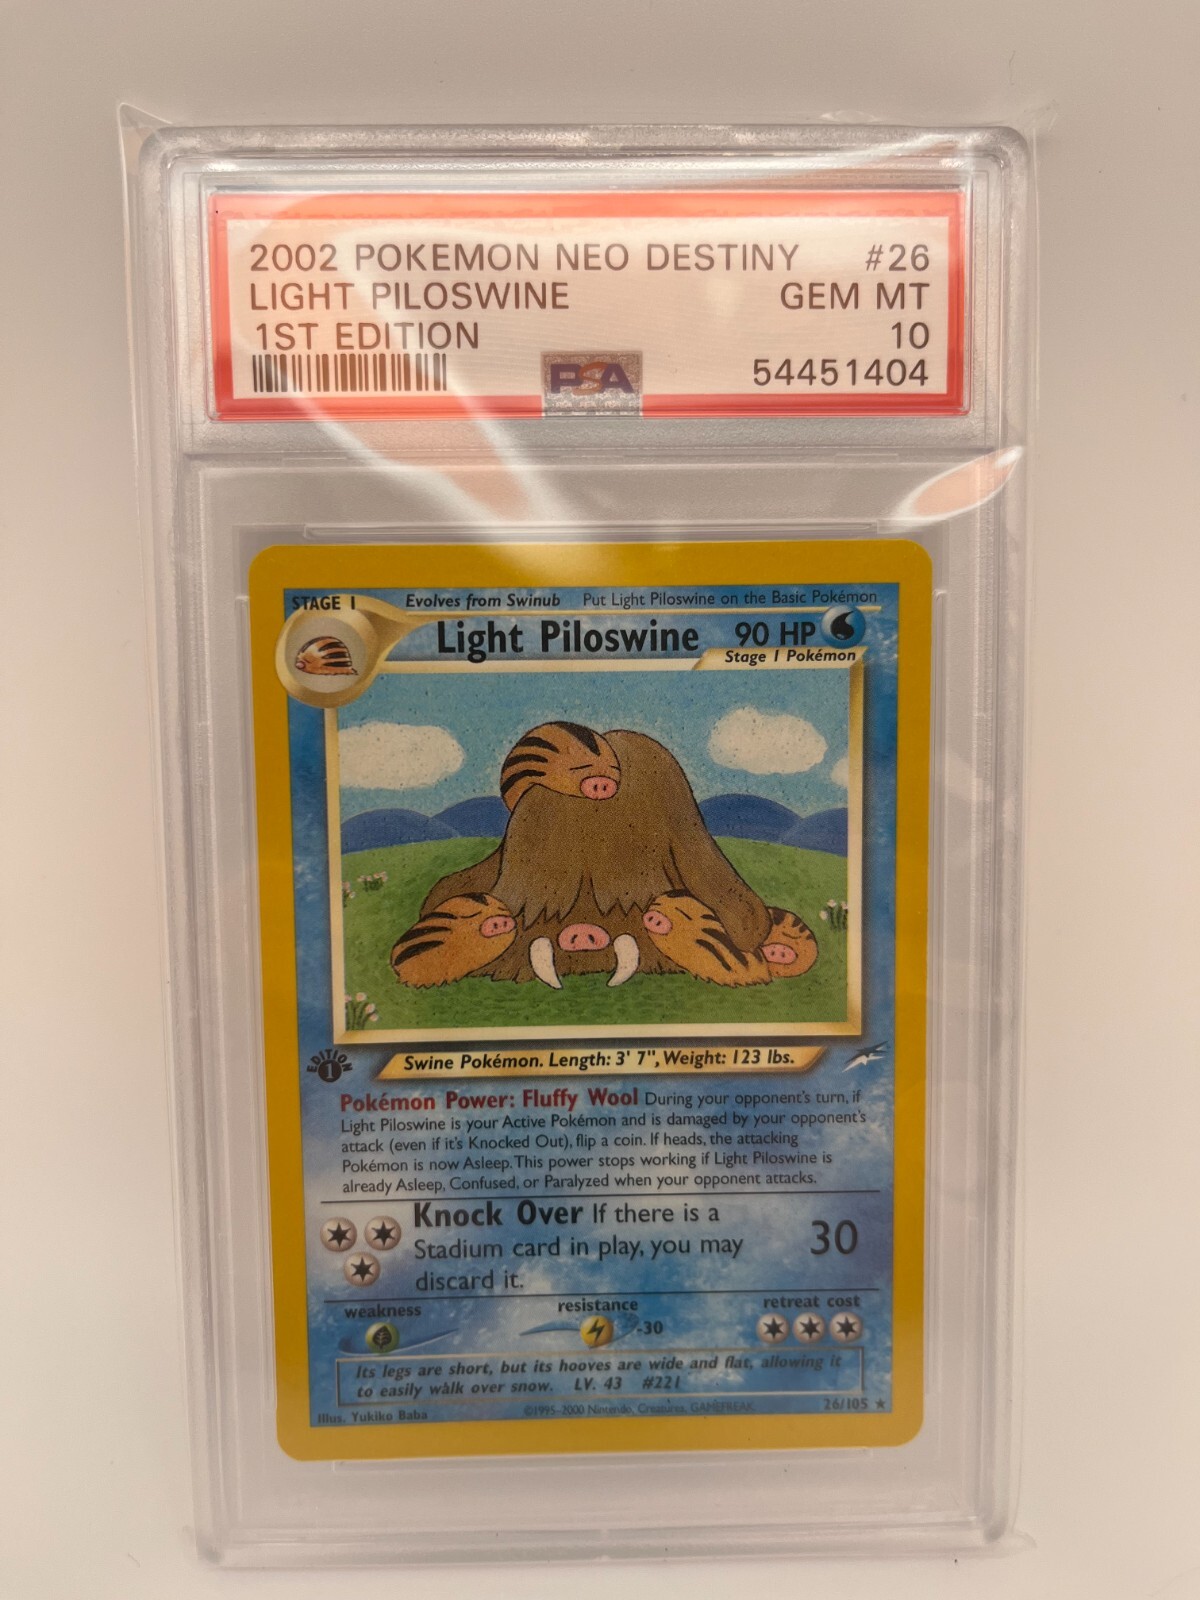 2002 POKEMON NEO DESTINY #26
LIGHT PILOSWINE GEM MT
1ST EDITION 10
PSA 54451404
STAGE 1 Evolves from Swinub Put Light Piloswine on the Basic Pokémon
Light Piloswine 90 HP
Stage 1 Pokémon
EDITION 1
Swine Pokémon. Length: 3' 7", Weight: 123 lbs.
Pokémon Power: Fluffy Wool During your opponent's turn, if
Light Piloswine is your Active Pokémon and is damaged by your opponent's
attack (even if it's Knocked Out), flip a coin. If heads, the attacking
Pokémon is now Asleep. This power stops working if Light Piloswine is
already Asleep, Confused, or Paralyzed when your opponent attacks.
Knock Over If there is a
Stadium card in play, you may 30
discard it.
weakness resistance retreat cost
-30
Its legs are short, but its hooves are wide and flat, allowing it
to easily walk over snow. LV. 43 #221
Illus. Yukiko Baba ©1995-2000 Nintendo, Creatures, GAMEFREAK 26/105 ★